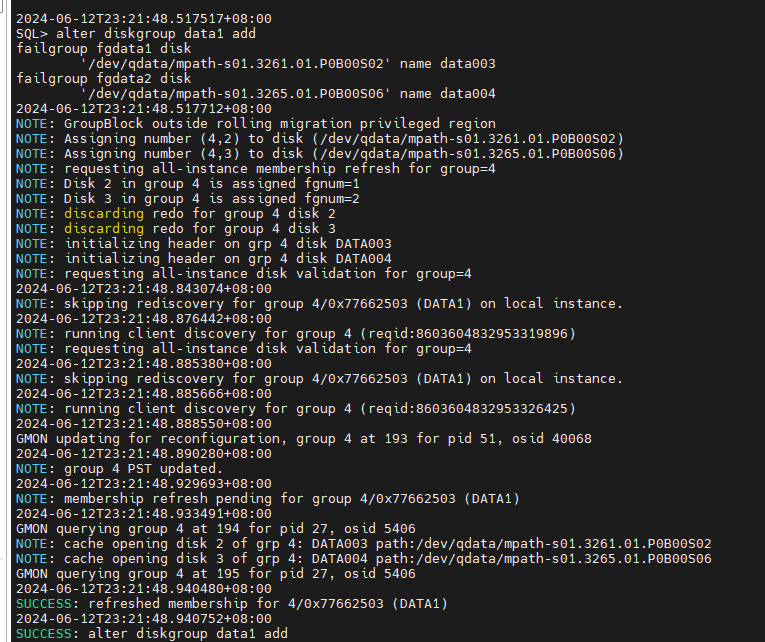 2024-06-12T23:21:48.517517+08:00
SQL> alter diskgroup data1 add
failgroup fgdata1 disk
'/dev/qdata/mpath-s01.3261.01.P0B00S02' name data003
failgroup fgdata2 disk
'/dev/qdata/mpath-s01.3265.01.P0B00S06' name data004
2024-06-12T23:21:48.517712+08:00
NOTE: GroupBlock outside rolling migration privileged region
NOTE: Assigning number (4,2) to disk (/dev/qdata/mpath-s01.3261.01.P0B00S02)
NOTE: Assigning number (4,3) to disk (/dev/qdata/mpath-s01.3265.01.P0B00S06)
NOTE: requesting all-instance membership refresh for group=4
NOTE: Disk 2 in group 4 is assigned fgnum=1
NOTE: Disk 3 in group 4 is assigned fgnum=2
NOTE: discarding redo for group 4 disk 2
NOTE: discarding redo for group 4 disk 3
NOTE: initializing header on grp 4 disk DATA003
NOTE: initializing header on grp 4 disk DATA004
NOTE: requesting all-instance disk validation for group=4
2024-06-12T23:21:48.843074+08:00
NOTE: skipping rediscovery for group 4/0x77662503 (DATA1) on local instance.
2024-06-12T23:21:48.876442+08:00
NOTE: running client discovery for group 4 (reqid:8603604832953319896)
NOTE: requesting all-instance disk validation for group=4
2024-06-12T23:21:48.885380+08:00
NOTE: skipping rediscovery for group 4/0x77662503 (DATA1) on local instance.
2024-06-12T23:21:48.885666+08:00
NOTE: running client discovery for group 4 (reqid:8603604832953326425)
2024-06-12T23:21:48.888550+08:00
GMON updating for reconfiguration, group 4 at 193 for pid 51, osid 40068
2024-06-12T23:21:48.890280+08:00
NOTE: group 4 PST updated.
2024-06-12T23:21:48.929693+08:00
NOTE: membership refresh pending for group 4/0x77662503 (DATA1)
2024-06-12T23:21:48.933491+08:00
GMON querying group 4 at 194 for pid 27, osid 5406
NOTE: cache opening disk 2 of grp 4: DATA003 path:/dev/qdata/mpath-s01.3261.01.P0B00S02
NOTE: cache opening disk 3 of grp 4: DATA004 path:/dev/qdata/mpath-s01.3265.01.P0B00S06
GMON querying group 4 at 195 for pid 27, osid 5406
2024-06-12T23:21:48.940480+08:00
SUCCESS: refreshed membership for 4/0x77662503 (DATA1)
2024-06-12T23:21:48.940752+08:00
SUCCESS: alter diskgroup data1 add